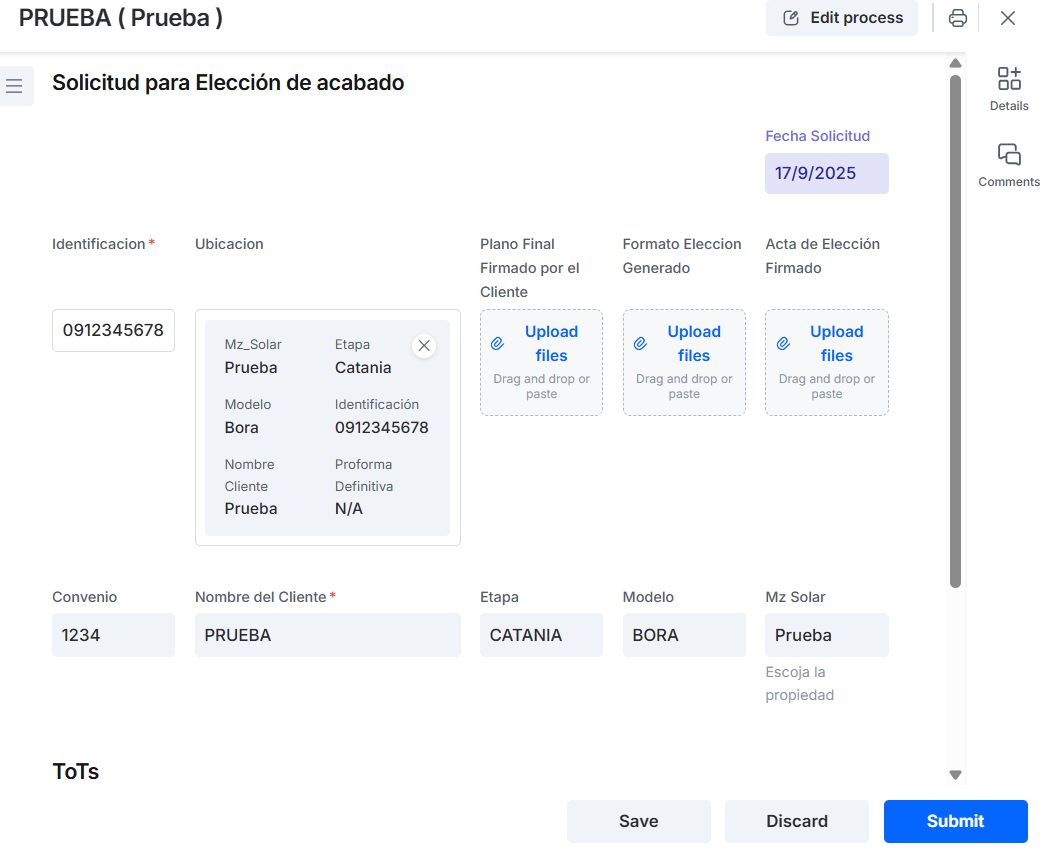 PRUEBA ( Prueba )
Edit process
Solicitud para Elección de acabado
Details
Comments
Fecha Solicitud
17/9/2025
Identificacion *
Ubicacion
Plano Final
Firmado por el
Cliente
Formato Eleccion
Generado
Acta de Elección
Firmado
0912345678
Mz_Solar
Etapa
Prueba
Catania
Modelo
Identificación
Bora
0912345678
Nombre
Cliente
Proforma
Definitiva
Prueba
N/A
Upload
files
Drag and drop or
paste
Upload
files
Drag and drop or
paste
Upload
files
Drag and drop or
paste
Convenio
Nombre del Cliente *
Etapa
Modelo
Mz Solar
1234
PRUEBA
CATANIA
BORA
Prueba
Escoja la
propiedad
ToTs
Save
Discard
Submit